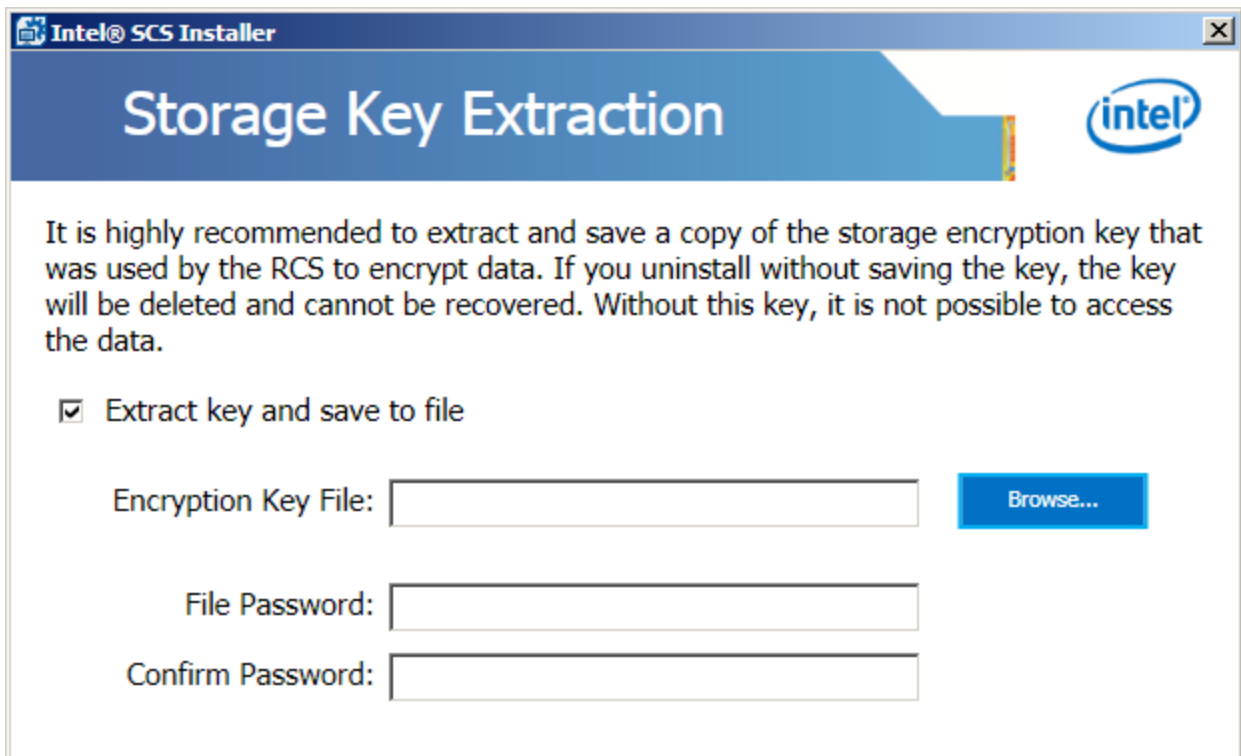 Intel® SCS Installer
Storage Key Extraction
intel®
It is highly recommended to extract and save a copy of the storage encryption key that
was used by the RCS to encrypt data. If you uninstall without saving the key, the key
will be deleted and cannot be recovered. Without this key, it is not possible to access
the data.
Extract key and save to file
Encryption Key File:
Browse...
File Password:
Confirm Password: